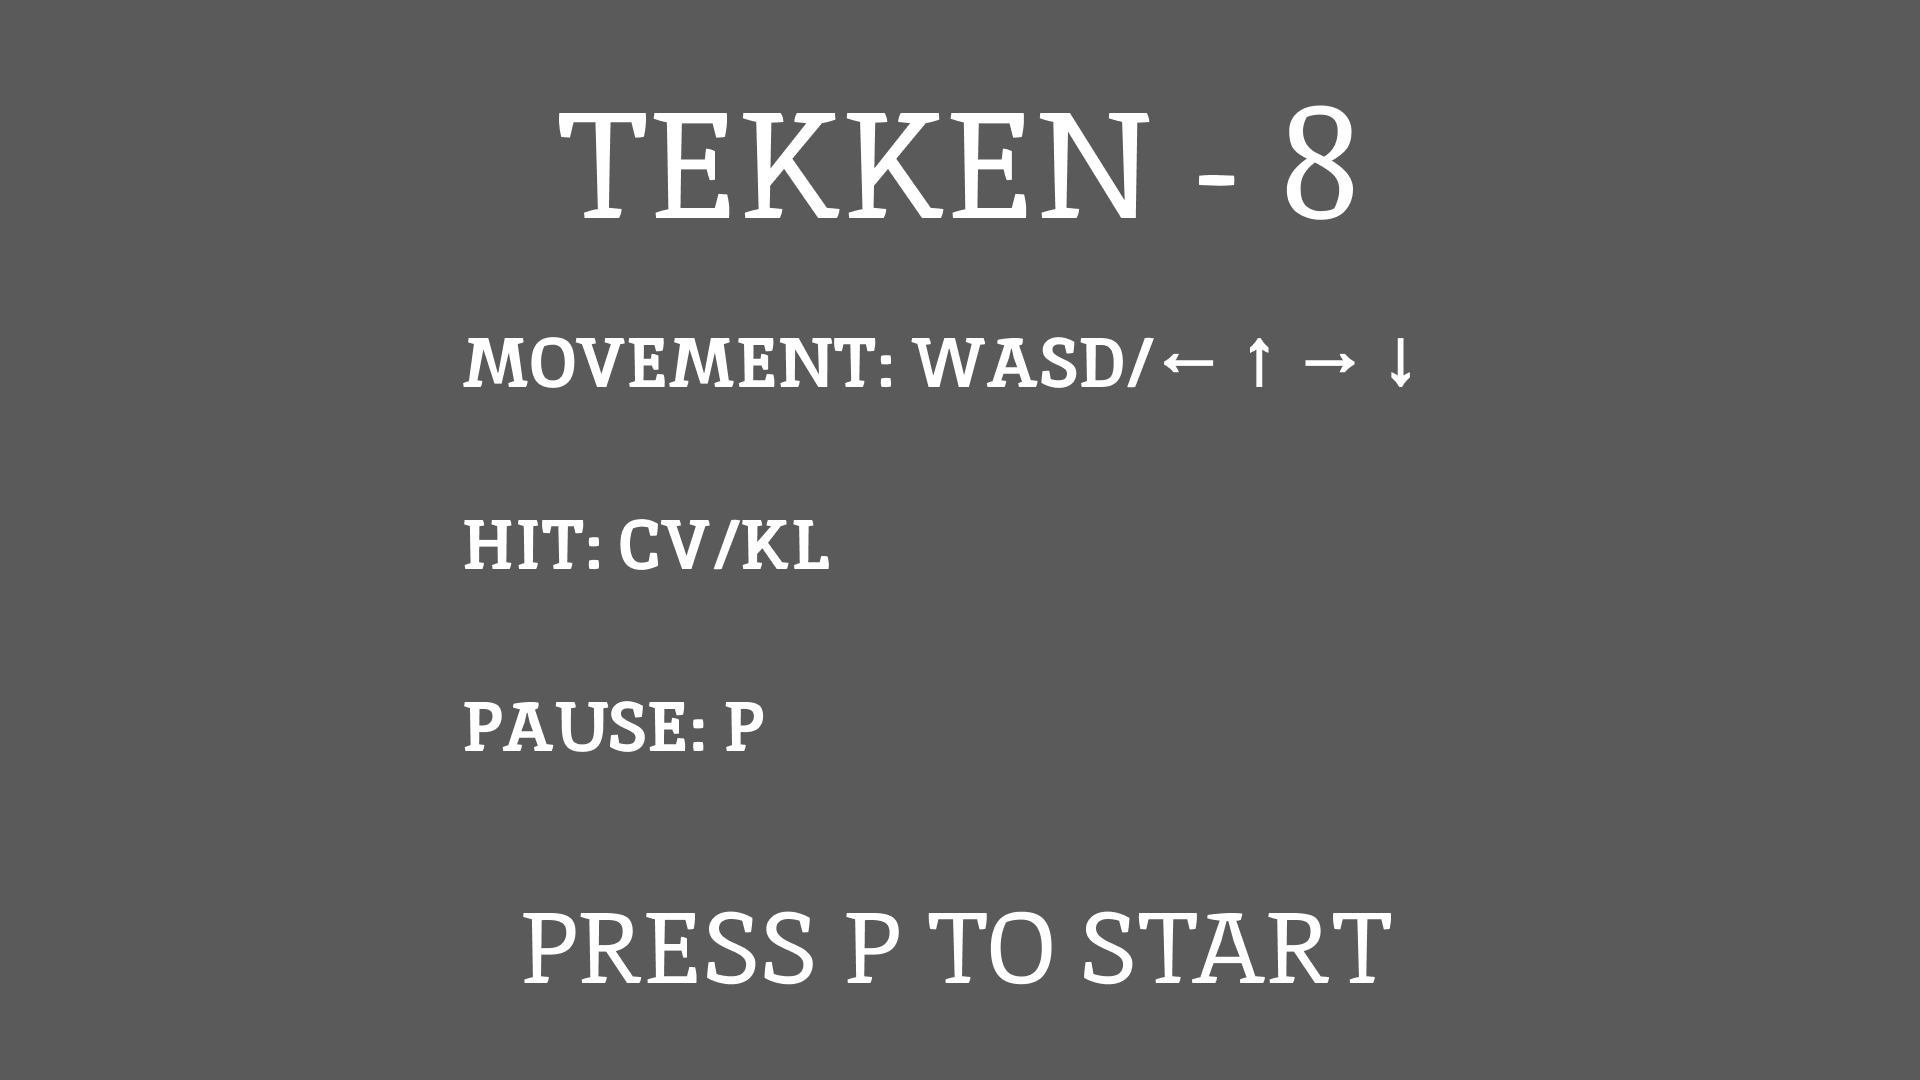 TEKKEN - 8
MOVEMENT: WASD/← ↑ → ↓
HIT: CV/KL
PAUSE: P
PRESS P TO START